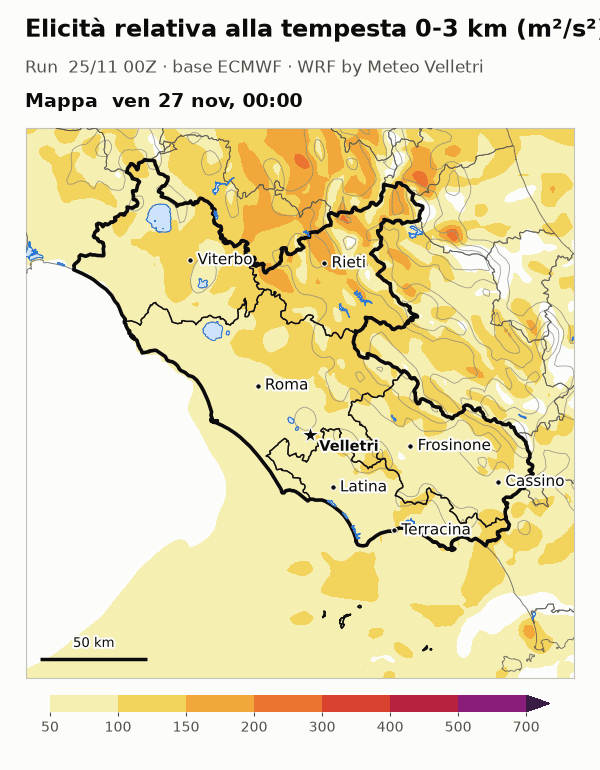 Elicità relativa alla tempesta 0-3 km (m²/s²)
Run  25/11 00Z · base ECMWF · WRF by Meteo Velletri
Mappa  ven 27 nov, 00:00
Viterbo
Rieti
Roma
Velletri
Frosinone
Latina
Cassino
Terracina
50 km
50 100 150 200 300 400 500 700